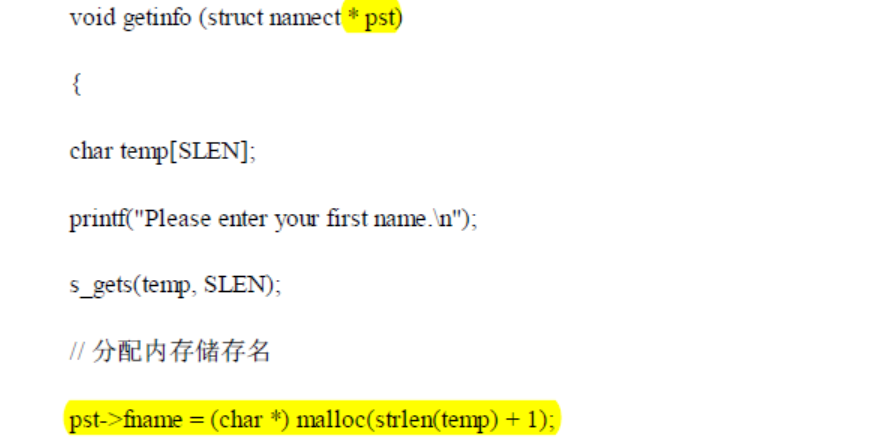 void getinfo (struct namect * pst)
{
char temp[SLEN];
printf("Please enter your first name.\n");
s_gets(temp, SLEN);
// 分配内存储存名
pst->fname = (char *) malloc(strlen(temp) + 1);